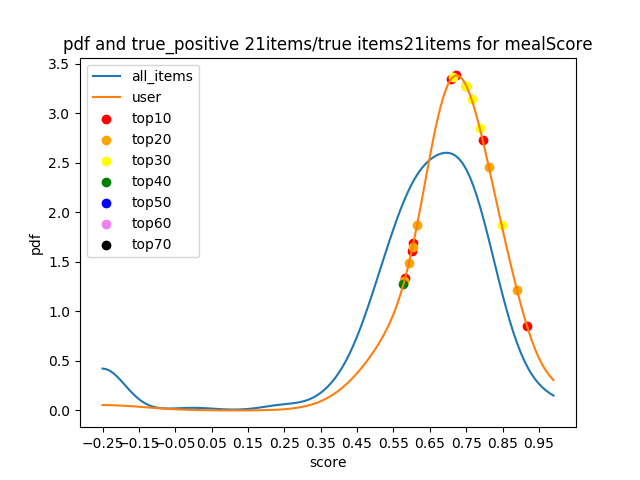 pdf and true_positive 21items/true items21items for mealScore
all_items
user
top10
top20
top30
top40
top50
top60
top70
3.5
3.0
2.5
2.0
1.5
1.0
0.5
0.0
pdf
−0.25 −0.15 −0.05 0.05 0.15 0.25 0.35 0.45 0.55 0.65 0.75 0.85 0.95
score